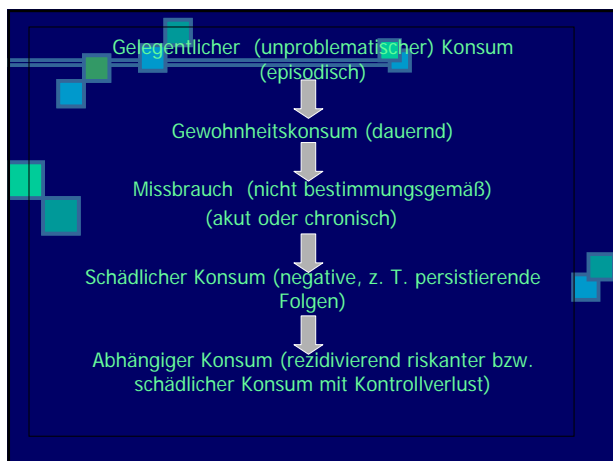 Gelegentlicher (unproblematischer) Konsum
(episodisch)
Gewohnheitskonsum (dauernd)
Missbrauch (nicht bestimmungsgemäß)
(akut oder chronisch)
Schädlicher Konsum (negative, z. T. persistierende
Folgen)
Abhängiger Konsum (rezidivierend riskanter bzw.
schädlicher Konsum mit Kontrollverlust)